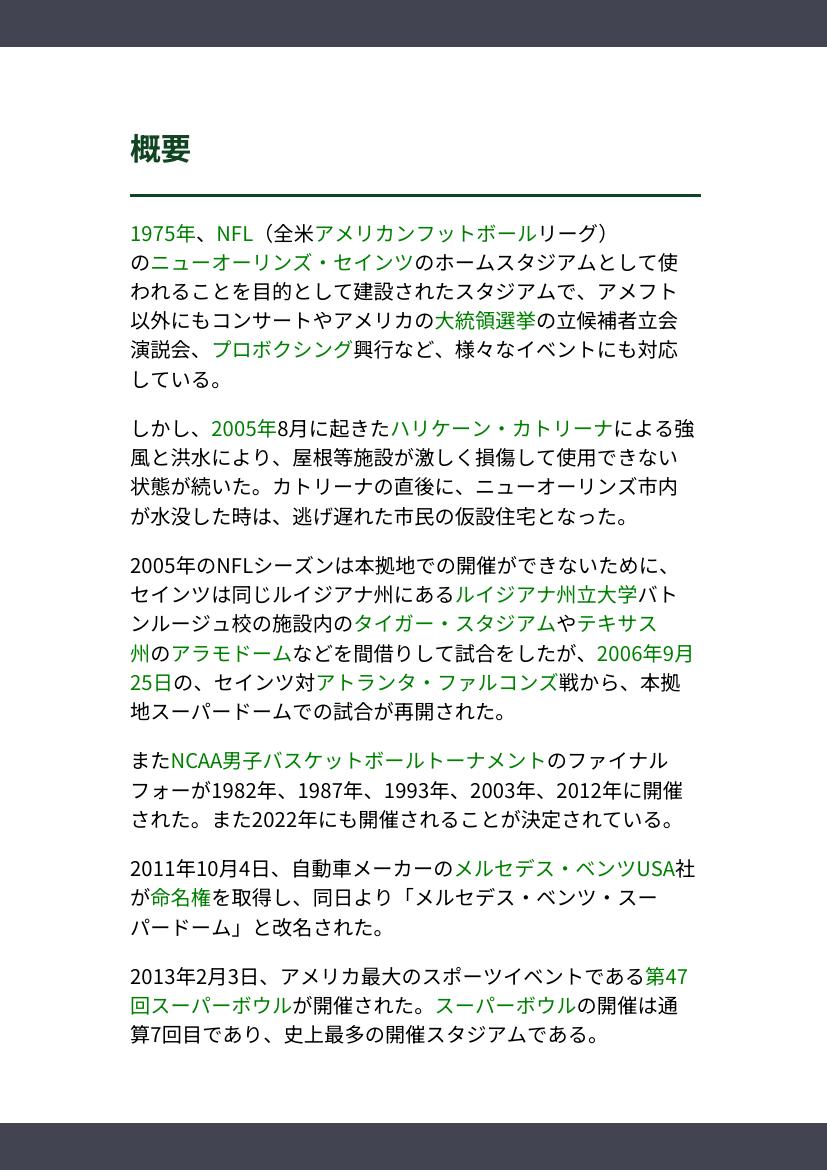 概要
1975年、NFL（全米アメリカンフットボールリーグ）
のニューオーリンズ・セインツのホームスタジアムとして使
われることを目的として建設されたスタジアムで、アメフト
以外にもコンサートやアメリカの大統領選挙の立候補者立会
演説会、プロボクシング興行など、様々なイベントにも対応
している。
しかし、2005年8月に起きたハリケーン・カトリーナによる強
風と洪水により、屋根等施設が激しく損傷して使用できない
状態が続いた。カトリーナの直後に、ニューオーリンズ市内
が水没した時は、逃げ遅れた市民の仮設住宅となった。
2005年のNFLシーズンは本拠地での開催ができないために、
セインツは同じルイジアナ州にあるルイジアナ州立大学バト
ンルージュ校の施設内のタイガー・スタジアムやテキサス
州のアラモドームなどを間借りして試合をしたが、2006年9月
25日の、セインツ対アトランタ・ファルコンズ戦から、本拠
地スーパードームでの試合が再開された。
またNCAA男子バスケットボールトーナメントのファイナル
フォーが1982年、1987年、1993年、2003年、2012年に開催
された。また2022年にも開催されることが決定されている。
2011年10月4日、自動車メーカーのメルセデス・ベンツUSA社
が命名権を取得し、同日より「メルセデス・ベンツ・スー
パードーム」と改名された。
2013年2月3日、アメリカ最大のスポーツイベントである第47
回スーパーボウルが開催された。スーパーボウルの開催は通
算7回目であり、史上最多の開催スタジアムである。